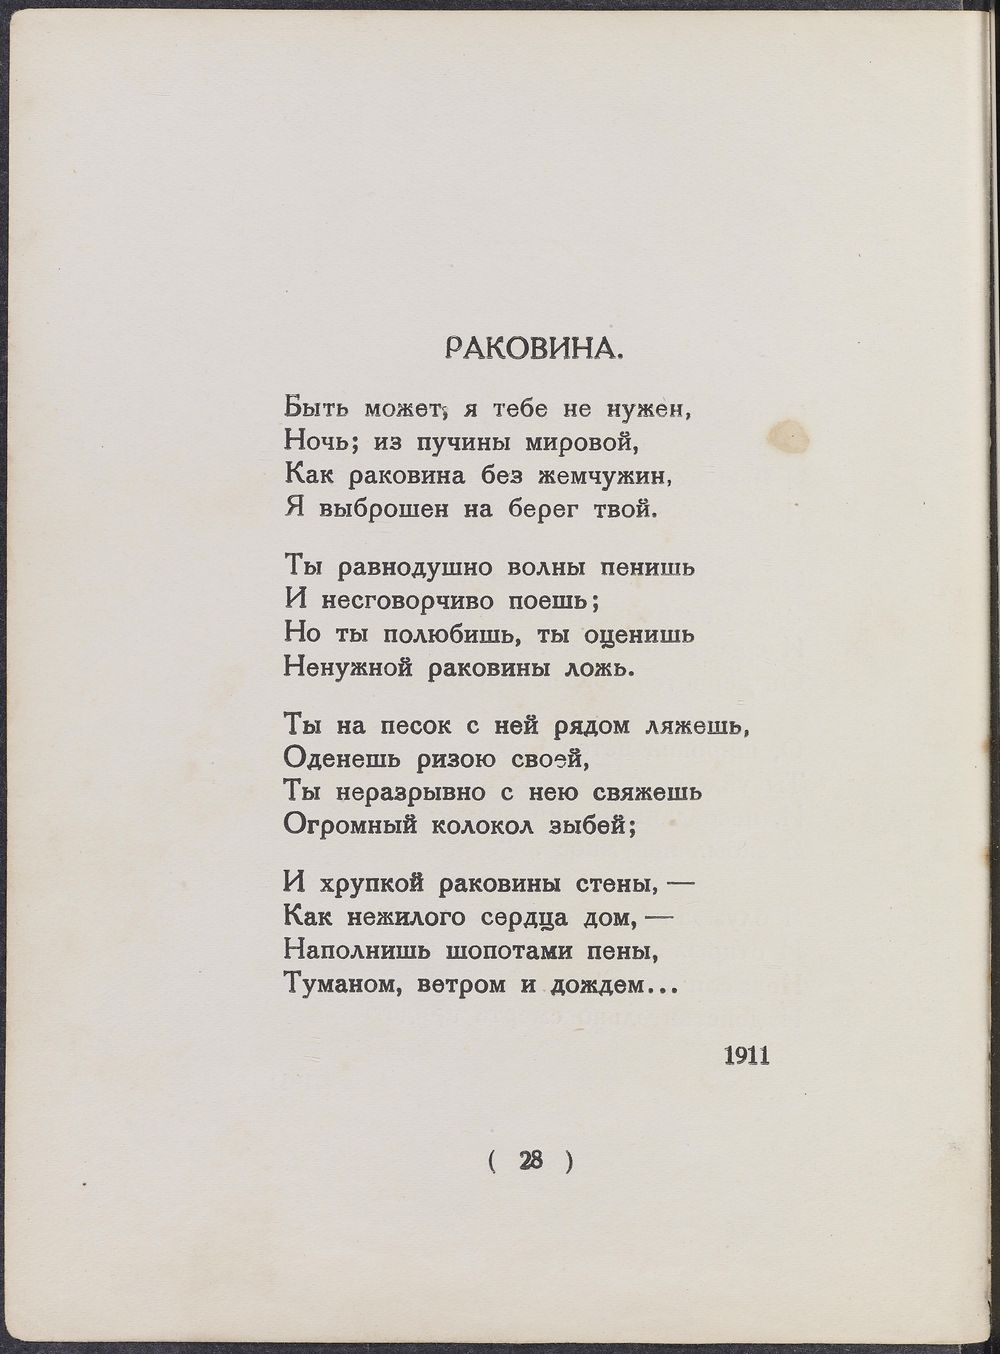 РАКОВИНА.
Быть может, я тебе не нужен,
Ночь; из пучины мировой,
Как раковина без жемчужин,
Я выброшен на берег твой.
Ты равнодушно волны пенишь
И несговорчиво поешь;
Но ты полюбишь, ты оценишь
Ненужной раковины ложь.
Ты на песок с ней рядом ляжешь,
Оденешь ризою своей,
Ты неразрывно с нею свяжешь
Огромный колокол зыбей;
И хрупкой раковины стены, —
Как нежилого сердца дом, —
Наполнишь шопотами пены,
Туманом, ветром и дождем...
1911
( 28 )